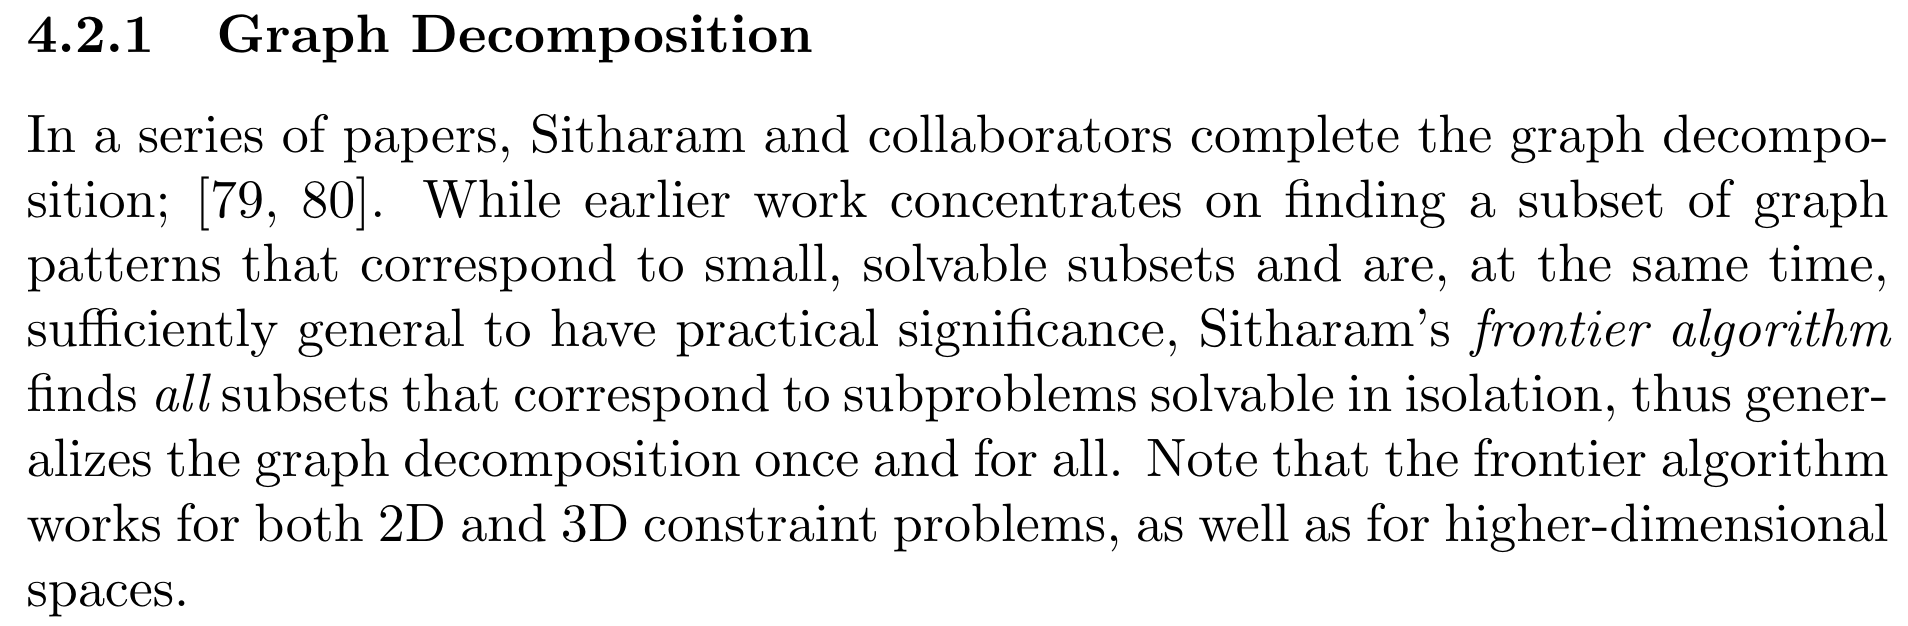 4.2.1 Graph Decomposition
In a series of papers, Sitharam and collaborators complete the graph decompo-
sition; [79, 80]. While earlier work concentrates on finding a subset of graph
patterns that correspond to small, solvable subsets and are, at the same time,
sufficiently general to have practical significance, Sitharam's frontier algorithm
finds all subsets that correspond to subproblems solvable in isolation, thus gener-
alizes the graph decomposition once and for all. Note that the frontier algorithm
works for both 2D and 3D constraint problems, as well as for higher-dimensional
spaces.